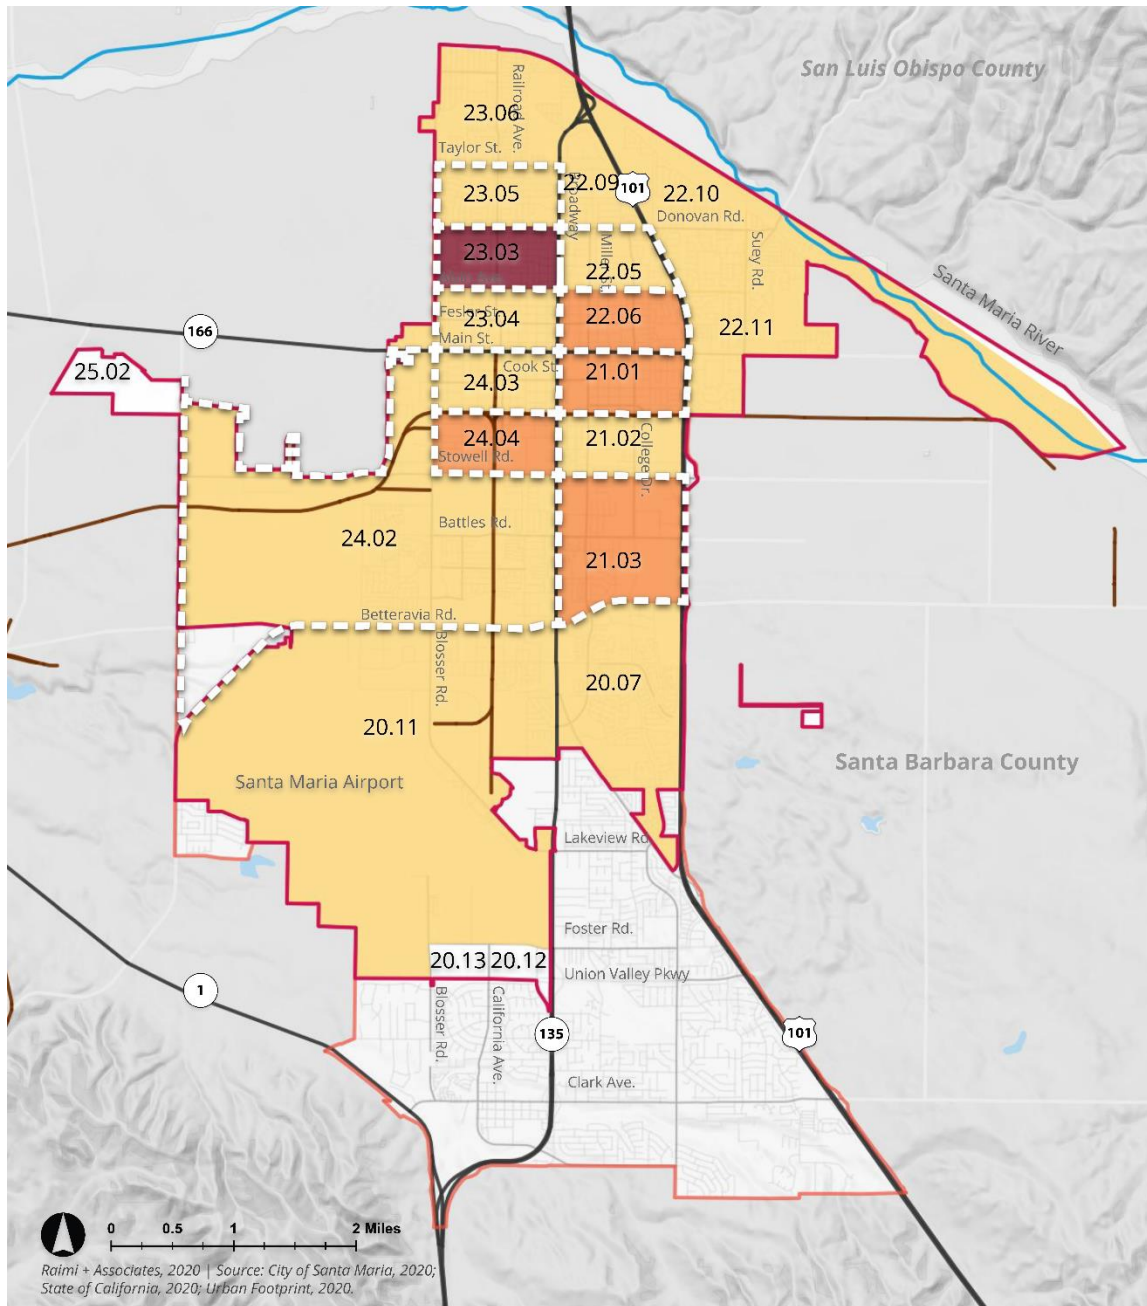 San Luis Obispo County
Railroad Ave.
23.06
Taylor St.
23.05
22.09
Broadway
101
22.10
Donovan Rd.
23.03
Miller St.
22.05
Suey Rd.
Santa Maria River
Fesler St.
23.04
22.06
22.11
166
Main St.
25.02
24.03
Cook St.
21.01
24.04
21.02
College Dr.
Stowell Rd.
Battles Rd.
24.02
21.03
Betteravia Rd.
Blosser Rd.
20.07
20.11
Santa Maria Airport
Santa Barbara County
Lakeview Rd
Foster Rd.
20.13
20.12
Union Valley Pkwy
1
Blosser Rd.
California Ave.
135
101
Clark Ave.
0 0.5 1 2 Miles
Raimi + Associates, 2020 | Source: City of Santa Maria, 2020;
State of California, 2020; Urban Footprint, 2020.